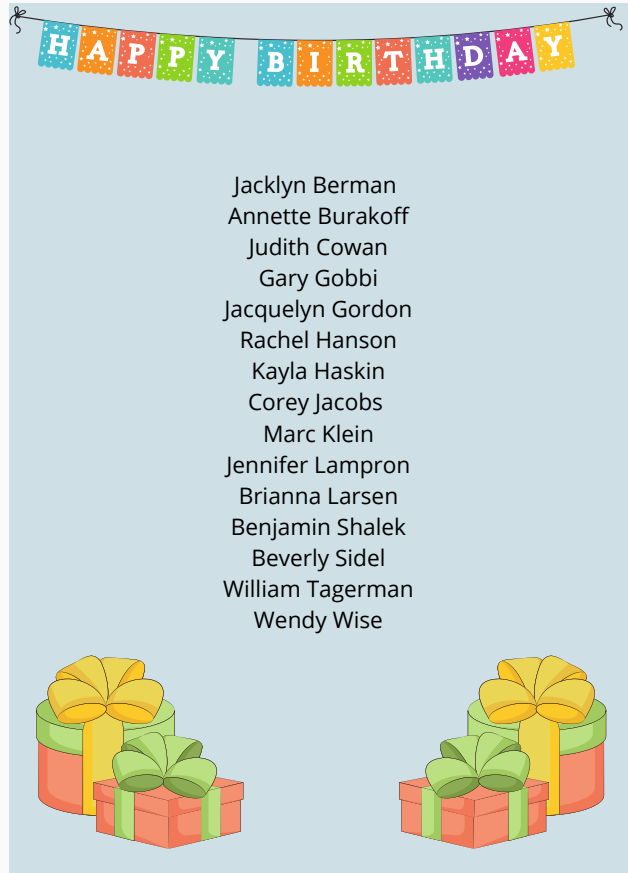 HAPPY BIRTHDAY
Jacklyn Berman
Annette Burakoff
Judith Cowan
Gary Gobbi
Jacquelyn Gordon
Rachel Hanson
Kayla Haskin
Corey Jacobs
Marc Klein
Jennifer Lampron
Brianna Larsen
Benjamin Shalek
Beverly Sidel
William Tagerman
Wendy Wise